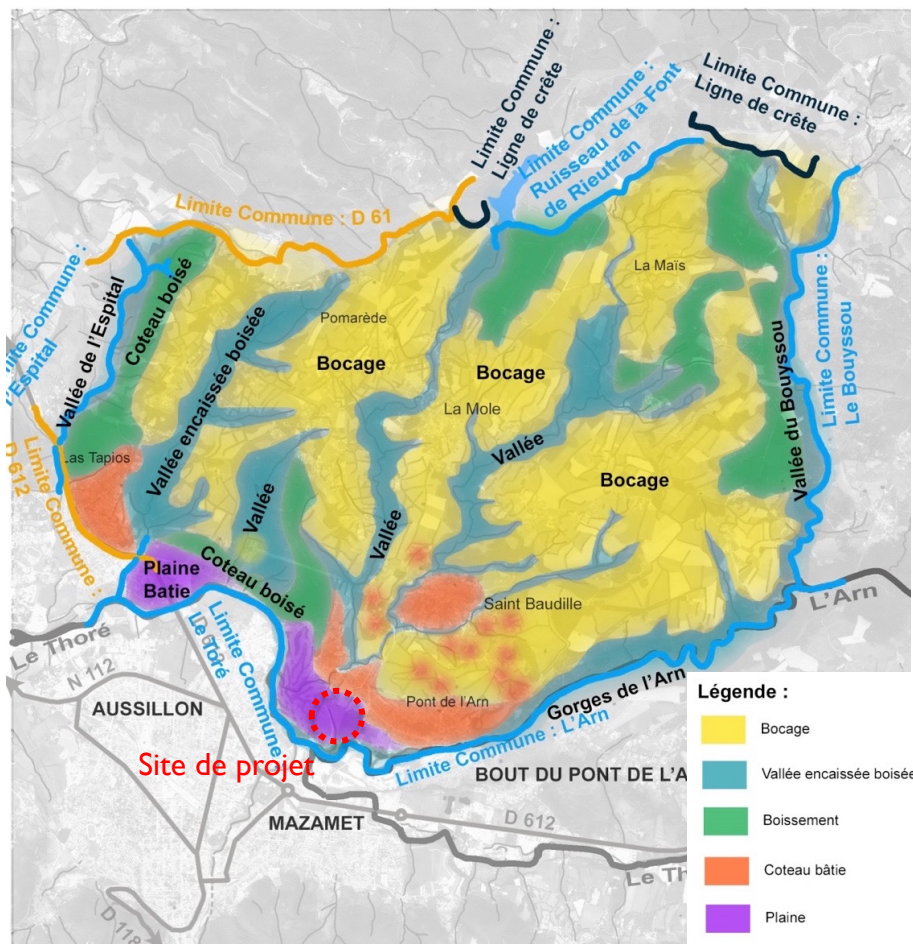 Limite Commune :
Ligne de crête
Limite Commune :
Ruisseau de la Font
de Rieutran
Limite Commune :
Ligne de crête
Limite Commune : D 61
Limite Commune :
l'Espital
Vallée de l'Espital
Coteau boisé
Vallée encaissée boisée
Pomarède
Bocage
Bocage
La Maïs
La Mole
Vallée
Vallée
Vallée
Bocage
Vallée du Bouyssou
Limite Commune :
Le Bouyssou
Las Tapios
Limite Commune :
D 612
Plaine
Batie
Coteau boisé
Limite Commune :
Le Toré
Saint Baudille
Pont de l'Arn
Gorges de l'Arn
L'Arn
Limite Commune : L'Arn
Le Thoré
N 112
AUSSILLON
Site de projet
MAZAMET
BOUT DU PONT DE L'A
D 612
Le Th
D 118
Légende :
Bocage
Vallée encaissée boisée
Boissement
Coteau bâtie
Plaine